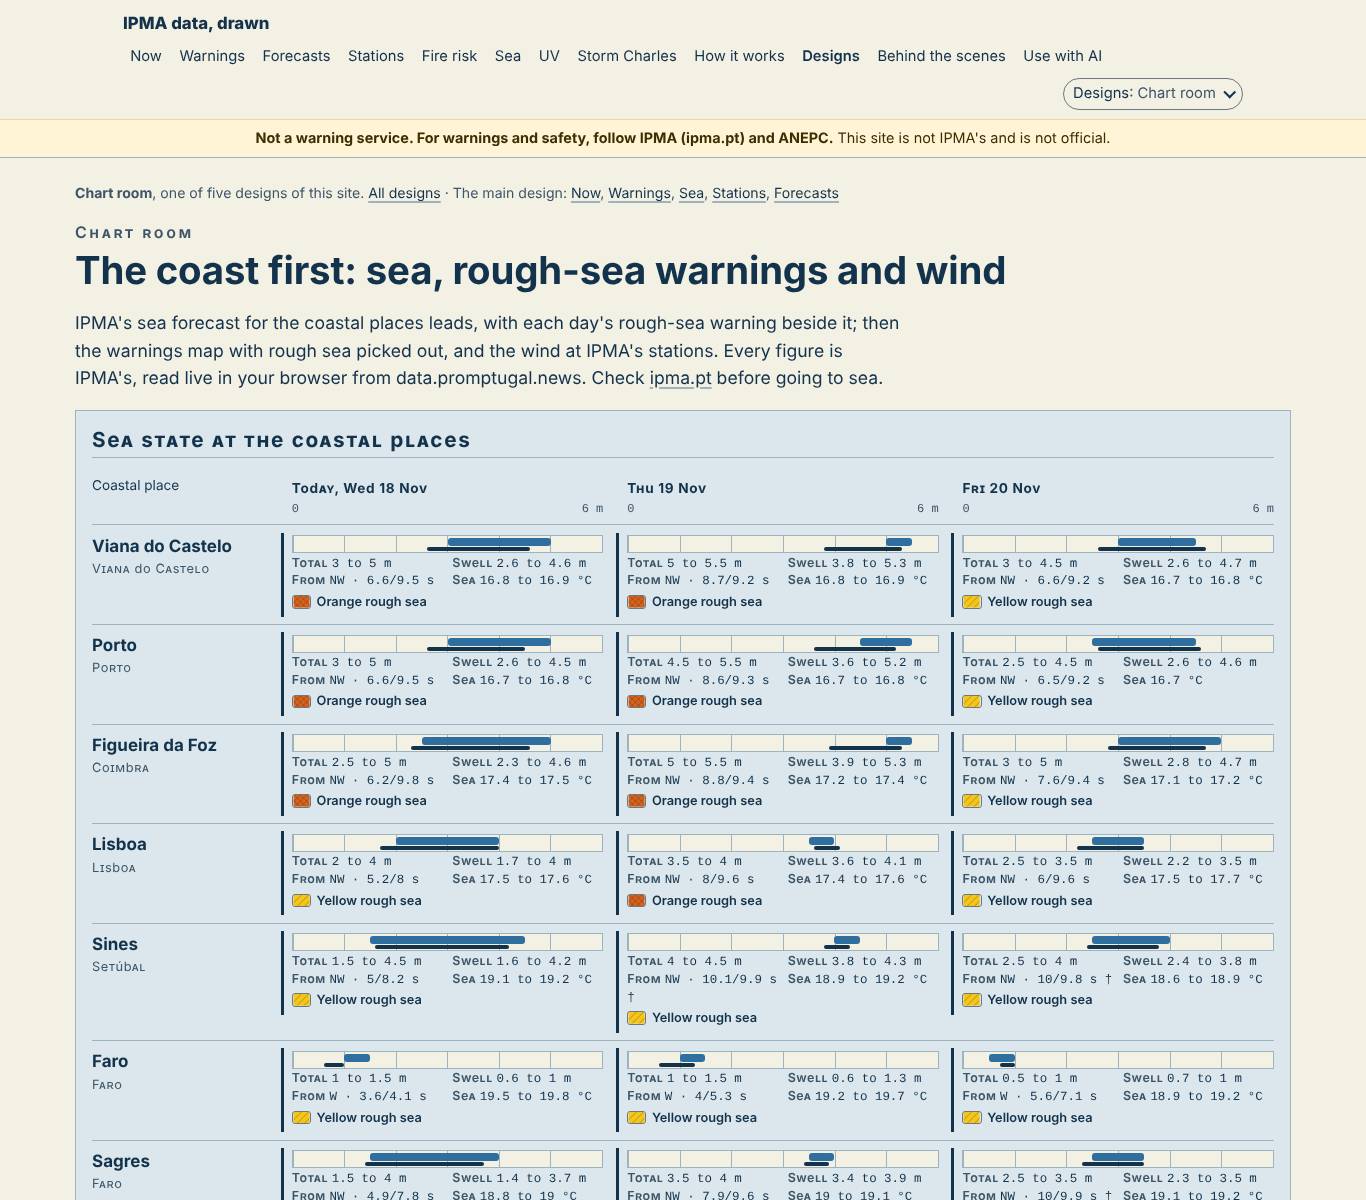 IPMA data, drawn
Now Warnings Forecasts Stations Fire risk Sea UV Storm Charles How it works Designs Behind the scenes Use with AI
Designs: Chart room
Not a warning service. For warnings and safety, follow IPMA (ipma.pt) and ANEPC. This site is not IPMA's and is not official.
Chart room, one of five designs of this site. All designs · The main design: Now, Warnings, Sea, Stations, Forecasts
Chart room
The coast first: sea, rough-sea warnings and wind
IPMA's sea forecast for the coastal places leads, with each day's rough-sea warning beside it; then
the warnings map with rough sea picked out, and the wind at IPMA's stations. Every figure is
IPMA's, read live in your browser from data.promptugal.news. Check ipma.pt before going to sea.
Sea state at the coastal places
Coastal place Today, Wed 18 Nov Thu 19 Nov Fri 20 Nov
0 6 m 0 6 m 0 6 m
Viana do Castelo
Viana do Castelo
Total 3 to 5 m Swell 2.6 to 4.6 m
From NW · 6.6/9.5 s Sea 16.8 to 16.9 °C
Orange rough sea
Total 5 to 5.5 m Swell 3.8 to 5.3 m
From NW · 8.7/9.2 s Sea 16.8 to 16.9 °C
Orange rough sea
Total 3 to 4.5 m Swell 2.6 to 4.7 m
From NW · 6.6/9.2 s Sea 16.7 to 16.8 °C
Yellow rough sea
Porto
Porto
Total 3 to 5 m Swell 2.6 to 4.5 m
From NW · 6.6/9.5 s Sea 16.7 to 16.8 °C
Orange rough sea
Total 4.5 to 5.5 m Swell 3.6 to 5.2 m
From NW · 8.6/9.3 s Sea 16.7 to 16.8 °C
Orange rough sea
Total 2.5 to 4.5 m Swell 2.6 to 4.6 m
From NW · 6.5/9.2 s Sea 16.7 °C
Yellow rough sea
Figueira da Foz
Coimbra
Total 2.5 to 5 m Swell 2.3 to 4.6 m
From NW · 6.2/9.8 s Sea 17.4 to 17.5 °C
Orange rough sea
Total 5 to 5.5 m Swell 3.9 to 5.3 m
From NW · 8.8/9.4 s Sea 17.2 to 17.4 °C
Orange rough sea
Total 3 to 5 m Swell 2.8 to 4.7 m
From NW · 7.6/9.4 s Sea 17.1 to 17.2 °C
Yellow rough sea
Lisboa
Lisboa
Total 2 to 4 m Swell 1.7 to 4 m
From NW · 5.2/8 s Sea 17.5 to 17.6 °C
Yellow rough sea
Total 3.5 to 4 m Swell 3.6 to 4.1 m
From NW · 8/9.6 s Sea 17.4 to 17.6 °C
Orange rough sea
Total 2.5 to 3.5 m Swell 2.2 to 3.5 m
From NW · 6/9.6 s Sea 17.5 to 17.7 °C
Yellow rough sea
Sines
Setúbal
Total 1.5 to 4.5 m Swell 1.6 to 4.2 m
From NW · 5/8.2 s Sea 19.1 to 19.2 °C
Yellow rough sea
Total 4 to 4.5 m Swell 3.8 to 4.3 m
From NW · 10.1/9.9 s Sea 18.9 to 19.2 °C
†
Yellow rough sea
Total 2.5 to 4 m Swell 2.4 to 3.8 m
From NW · 10/9.8 s † Sea 18.6 to 18.9 °C
Yellow rough sea
Faro
Faro
Total 1 to 1.5 m Swell 0.6 to 1 m
From W · 3.6/4.1 s Sea 19.5 to 19.8 °C
Yellow rough sea
Total 1 to 1.5 m Swell 0.6 to 1.3 m
From W · 4/5.3 s Sea 19.2 to 19.7 °C
Yellow rough sea
Total 0.5 to 1 m Swell 0.7 to 1 m
From W · 5.6/7.1 s Sea 18.9 to 19.2 °C
Yellow rough sea
Sagres
Faro
Total 1.5 to 4 m Swell 1.4 to 3.7 m
From NW · 4.9/7.8 s Sea 18.8 to 19 °C
Total 3.5 to 4 m Swell 3.4 to 3.9 m
From NW · 7.9/9.6 s Sea 19 to 19.1 °C
Total 2.5 to 3.5 m Swell 2.3 to 3.5 m
From NW · 10/9.9 s † Sea 19.1 to 19.2 °C